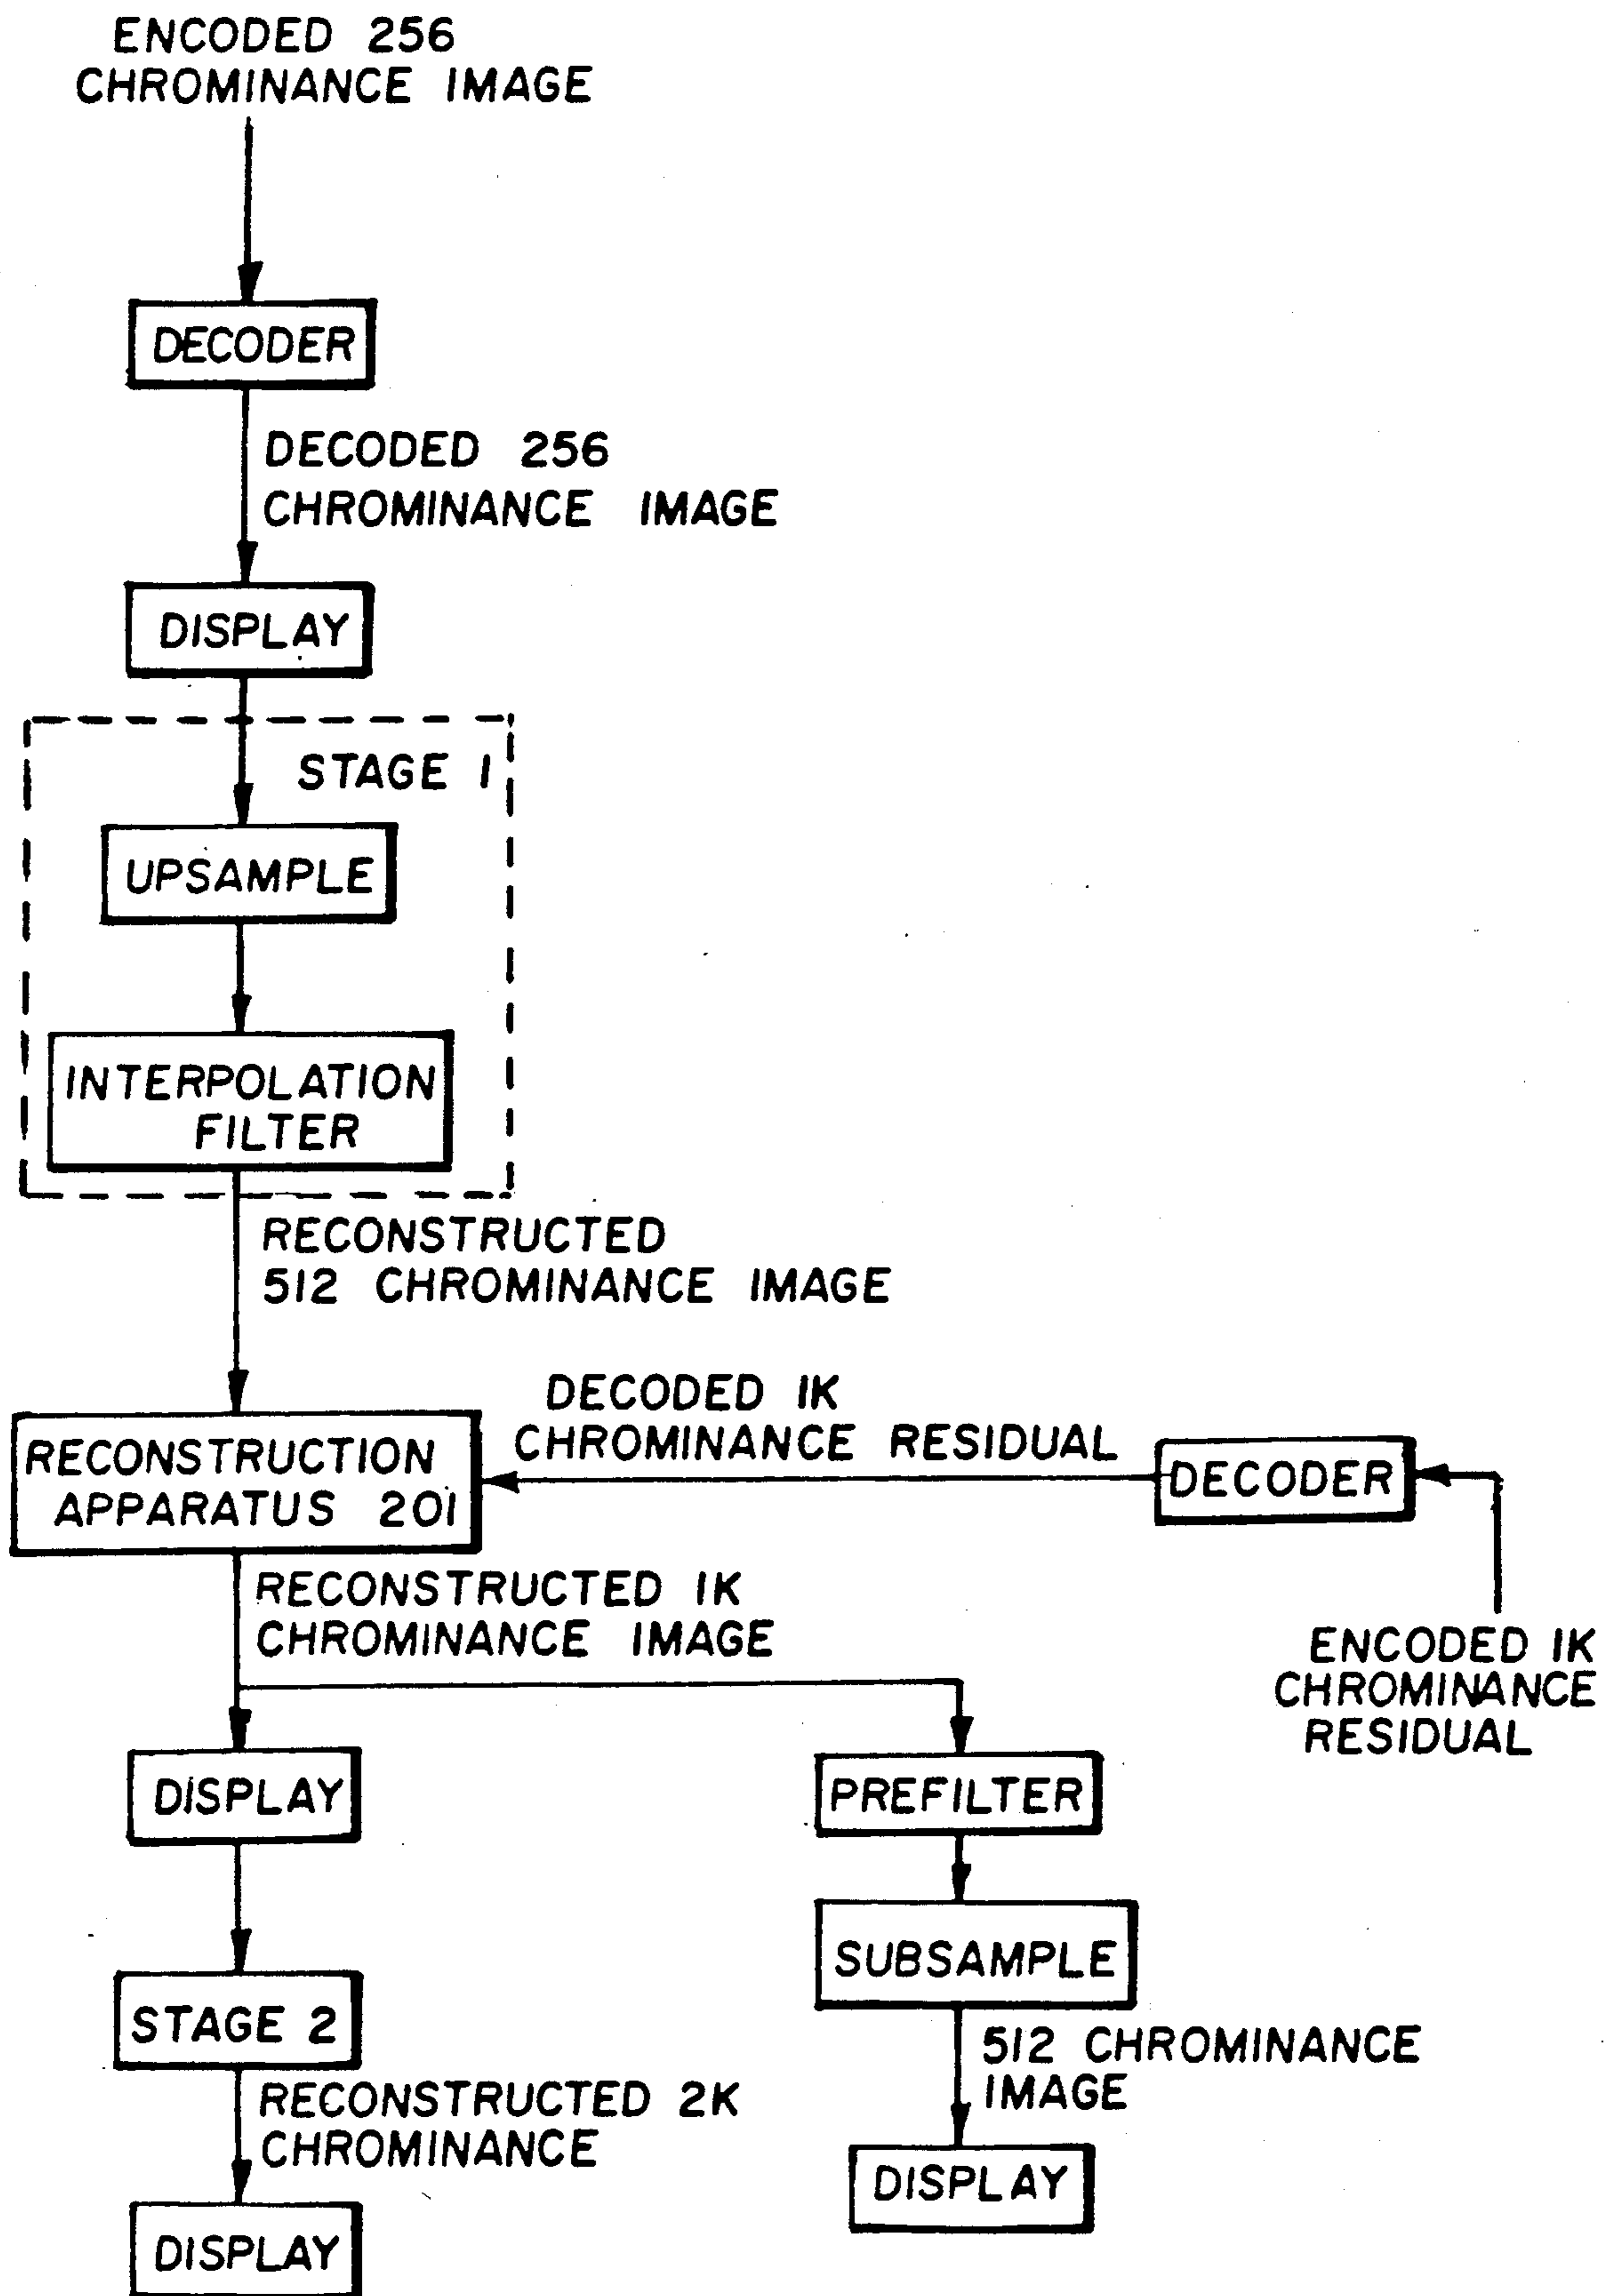 ENCODED 256
CHROMINANCE IMAGE
DECODER
DECODED 256
CHROMINANCE IMAGE
DISPLAY
STAGE 1
UPSAMPLE
INTERPOLATION
FILTER
RECONSTRUCTED
512 CHROMINANCE IMAGE
RECONSTRUCTION
APPARATUS 201
DECODED 1K
CHROMINANCE RESIDUAL
DECODER
ENCODED 1K
CHROMINANCE
RESIDUAL
RECONSTRUCTED 1K
CHROMINANCE IMAGE
DISPLAY
PREFILTER
STAGE 2
SUBSAMPLE
RECONSTRUCTED 2K
CHROMINANCE
512 CHROMINANCE
IMAGE
DISPLAY
DISPLAY